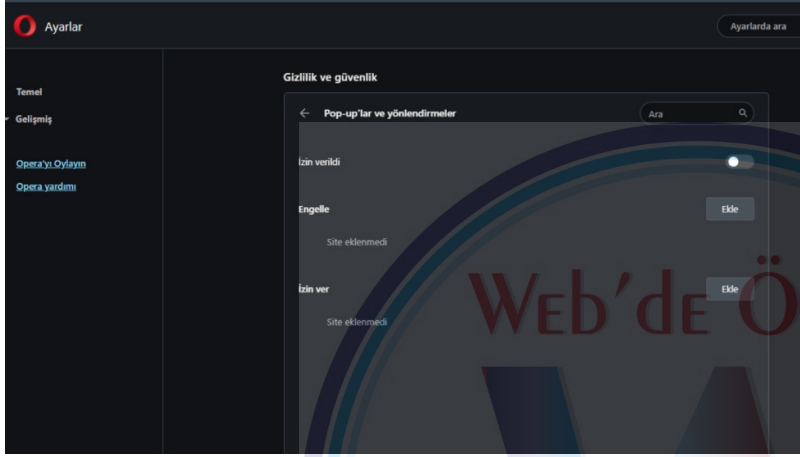 Ayarlar
Ayarlarda ara
Temel
Gelişmiş
Opera'yı Oylayın
Opera yardımı
Gizlilik ve güvenlik
Pop-up'lar ve yönlendirmeler
Ara
İzin verildi
Engelle
Ekle
Site eklenmedi
İzin ver
Ekle
Site eklenmedi
Web'de Ö